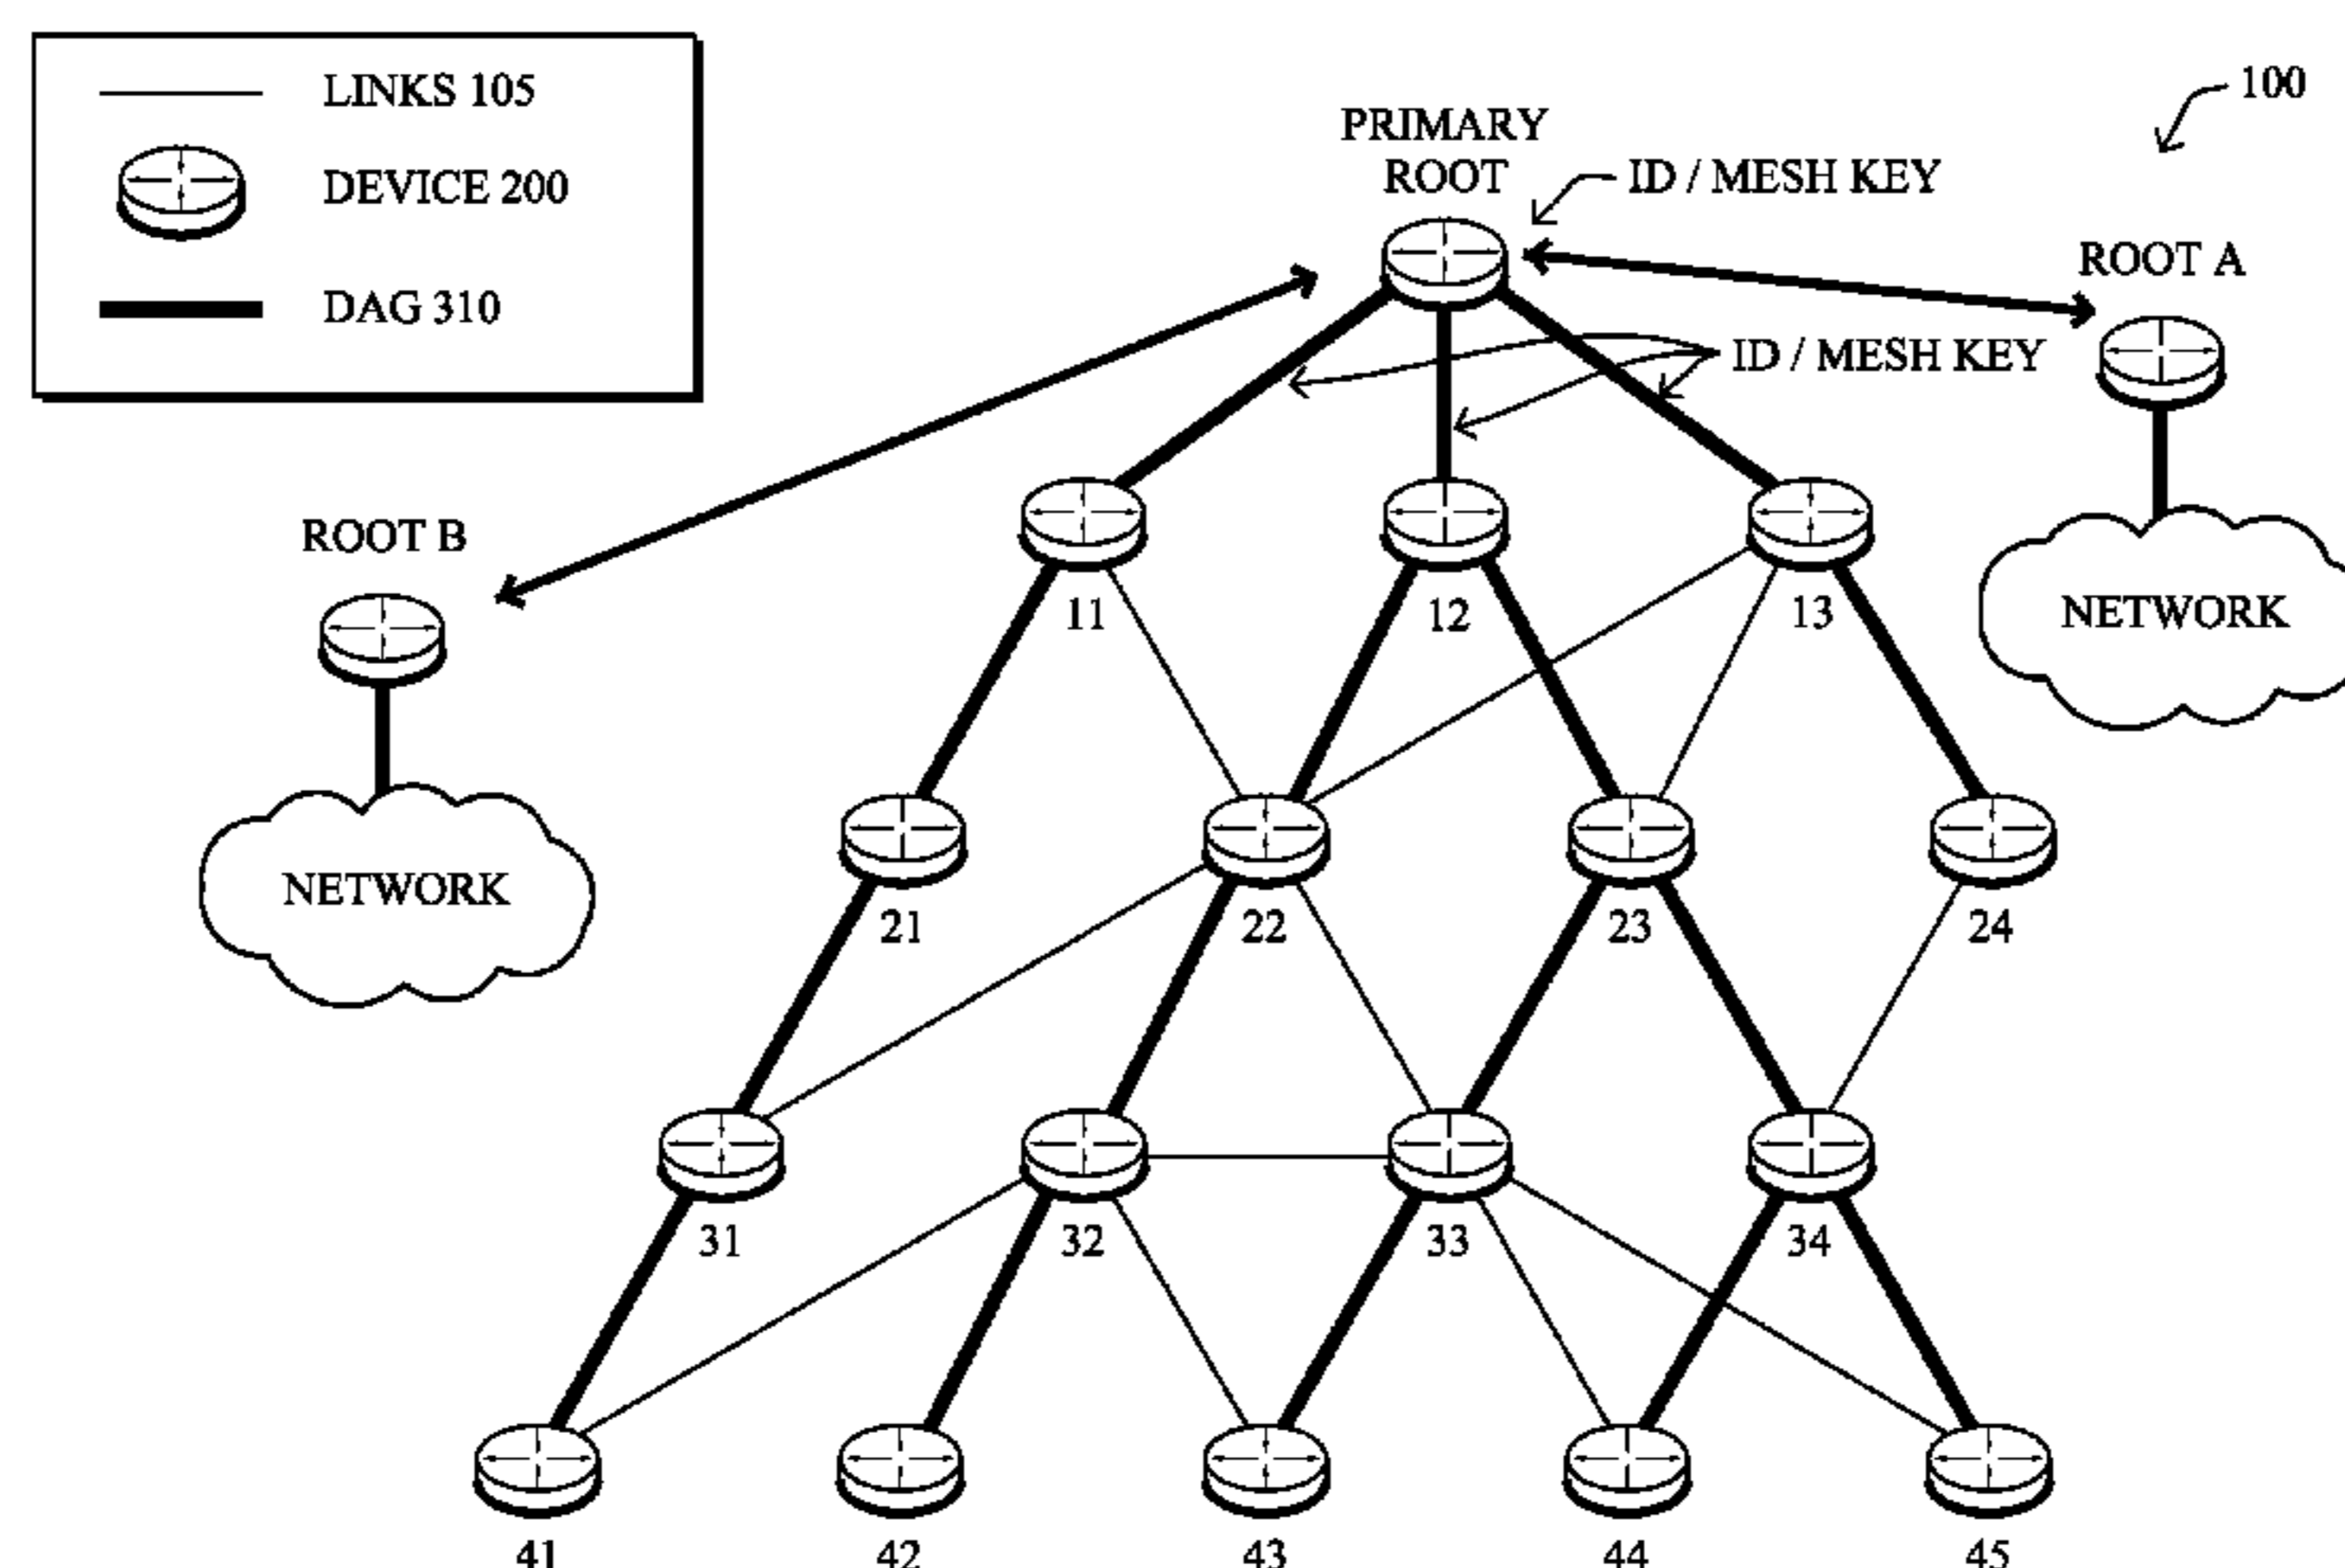 LINKS 105
DEVICE 200
DAG 310
100
PRIMARY
ROOT
ID / MESH KEY
ROOT A
ID / MESH KEY
ROOT B
11
12
13
NETWORK
NETWORK
21
22
23
24
31
32
33
34
41
42
43
44
45